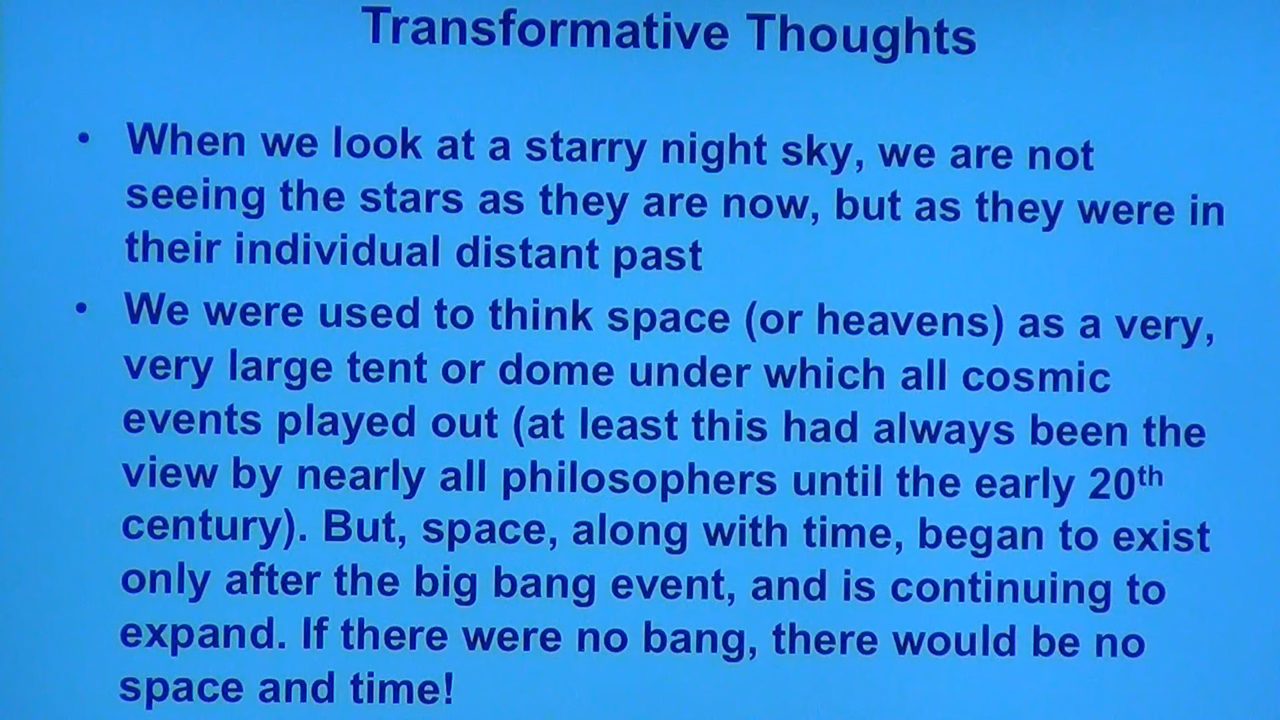 Transformative Thoughts
• When we look at a starry night sky, we are not
seeing the stars as they are now, but as they were in
their individual distant past
• We were used to think space (or heavens) as a very,
very large tent or dome under which all cosmic
events played out (at least this had always been the
view by nearly all philosophers until the early 20th
century). But, space, along with time, began to exist
only after the big bang event, and is continuing to
expand. If there were no bang, there would be no
space and time!